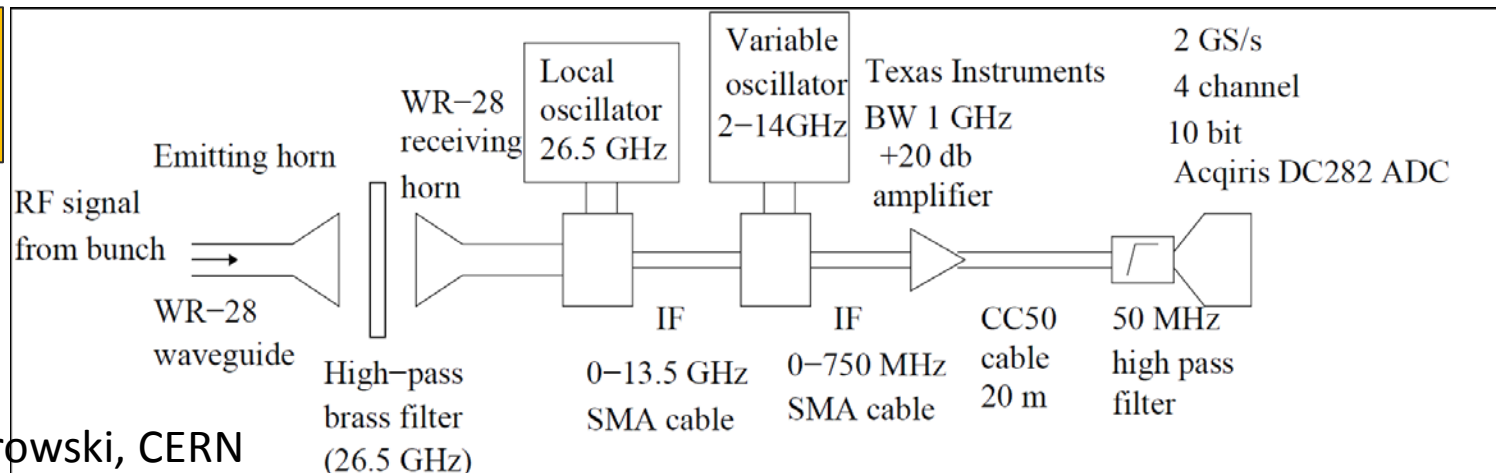 Emitting horn
RF signal
from bunch
WR−28
waveguide
High−pass
brass filter
(26.5 GHz)
WR−28
receiving
horn
Local
oscillator
26.5 GHz
IF
0−13.5 GHz
SMA cable
Variable
oscillator
2−14GHz
IF
0−750 MHz
SMA cable
Texas Instruments
BW 1 GHz
+20 db
amplifier
CC50
cable
20 m
2 GS/s
4 channel
10 bit
Acqiris DC282 ADC
50 MHz
high pass
filter
rowski, CERN